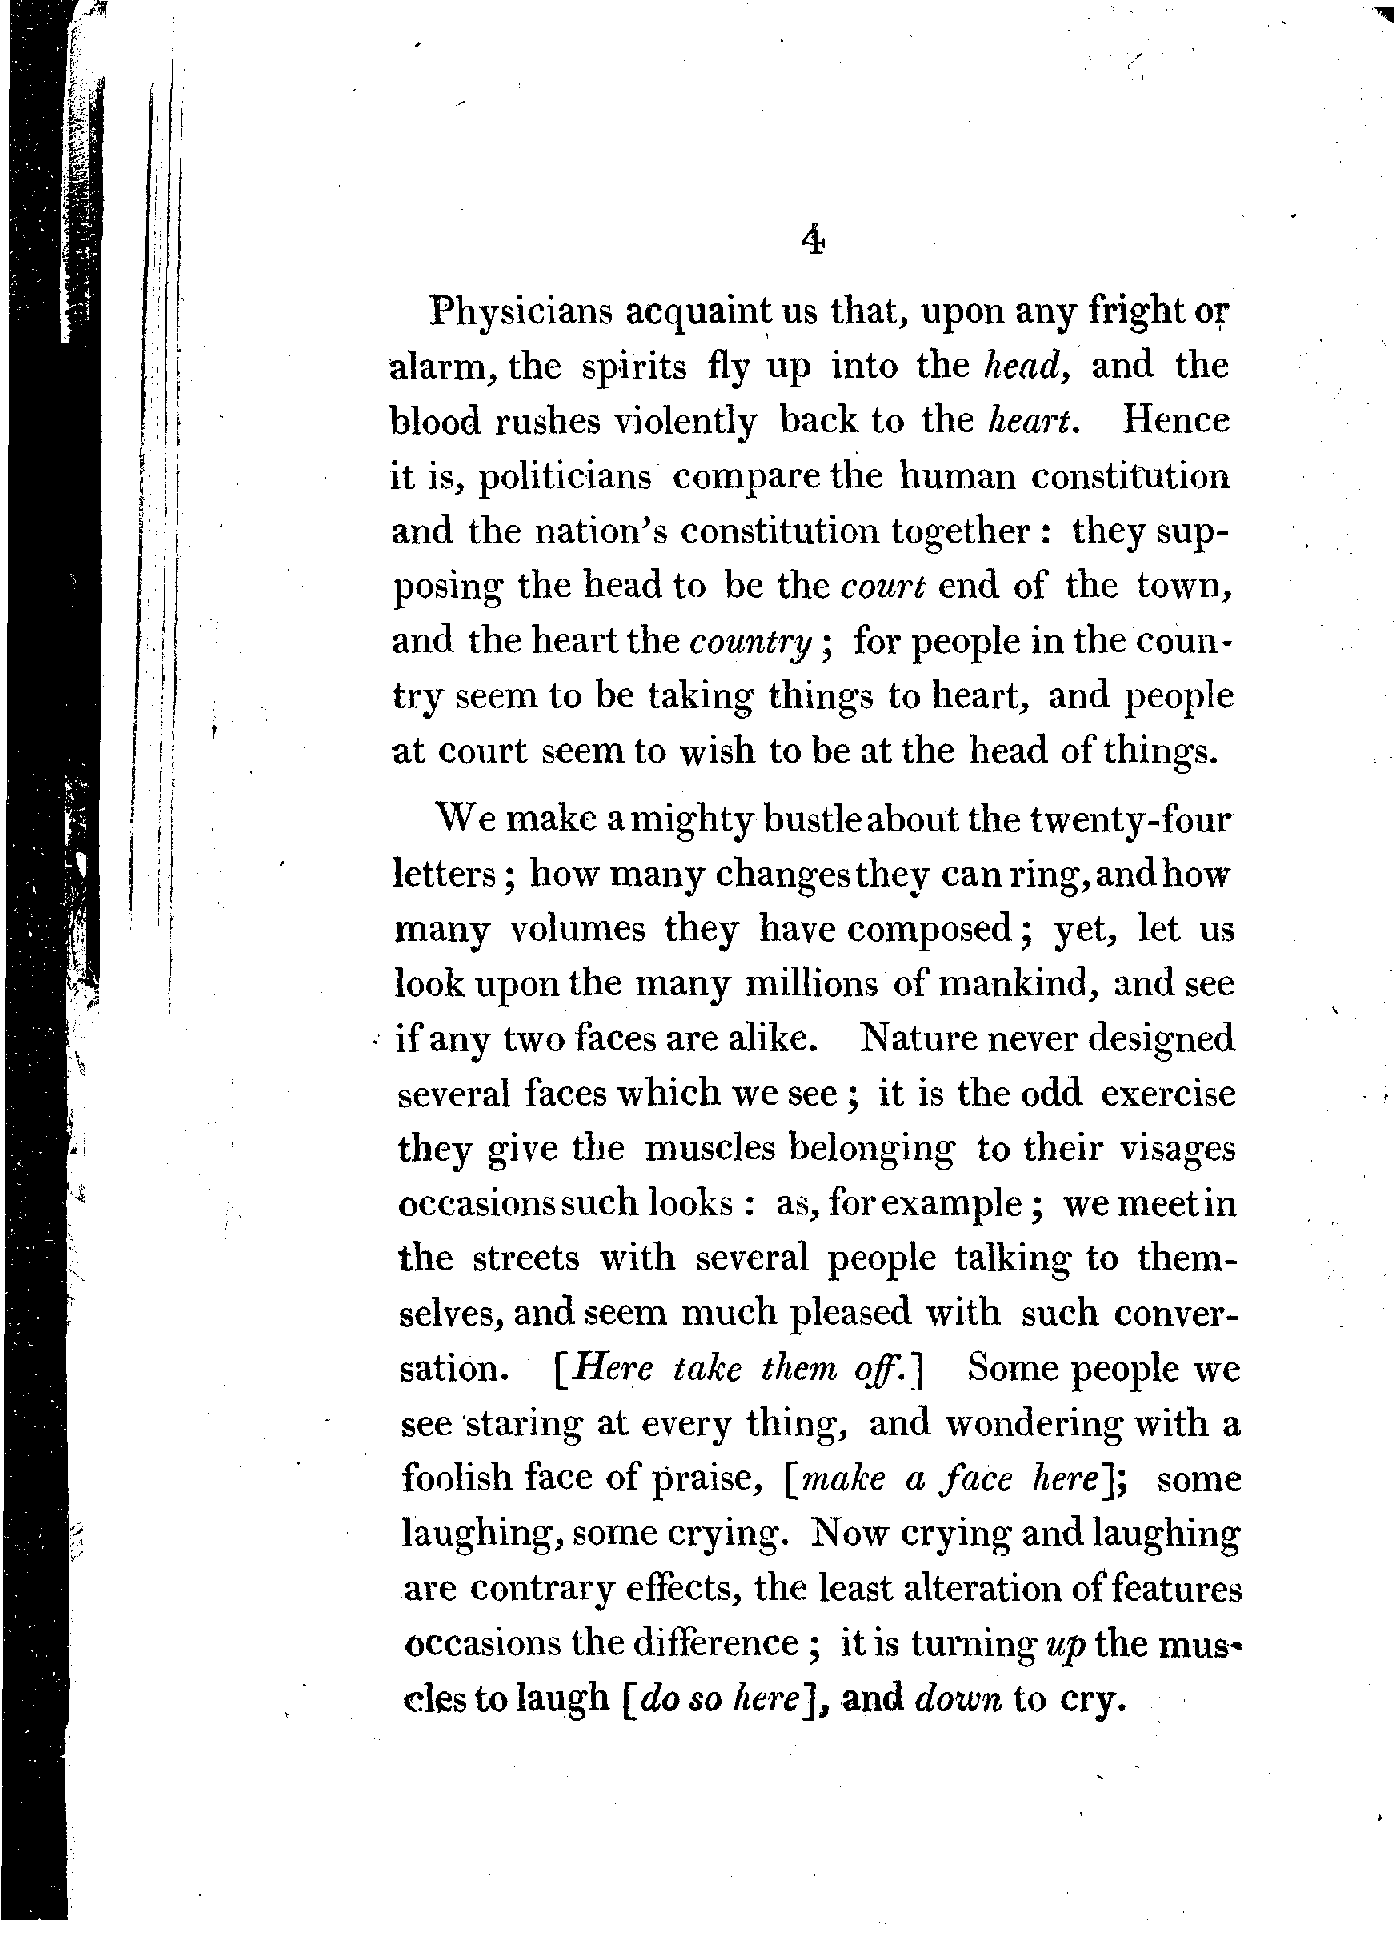 4
Physicians acquaint us that, upon any fright or
alarm, the spirits fly up into the head, and the
blood rushes violently back to the heart. Hence
it is, politicians compare the human constitution
and the nation's constitution together : they sup-
posing the head to be the court end of the town,
and the heart the country ; for people in the coun-
try seem to be taking things to heart, and people
at court seem to wish to be at the head of things.
We make a mighty bustle about the twenty-four
letters ; how many changes they can ring, and how
many volumes they have composed ; yet, let us
look upon the many millions of mankind, and see
if any two faces are alike. Nature never designed
several faces which we see ; it is the odd exercise
they give the muscles belonging to their visages
occasions such looks : as, for example ; we meet in
the streets with several people talking to them-
selves, and seem much pleased with such conver-
sation. [Here take them off.] Some people we
see staring at every thing, and wondering with a
foolish face of praise, [make a face here]; some
laughing, some crying. Now crying and laughing
are contrary effects, the least alteration of features
occasions the difference ; it is turning up the mus-
cles to laugh [do so here], and down to cry.